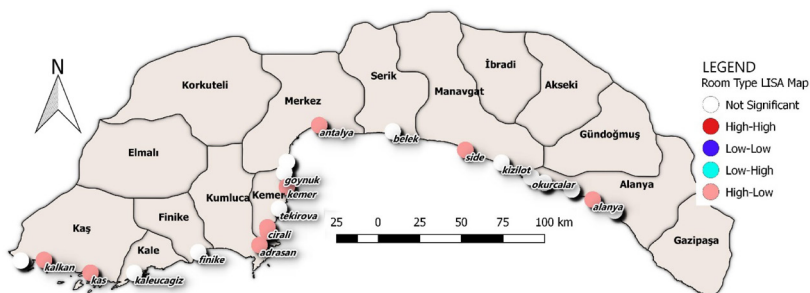 N
Korkuteli
Merkez
Serik
Manavgat
İbradi
Akseki
Gündoğmuş
Elmalı
Kumluca
Kemer
Alanya
Kaş
Finike
Kale
Gazipaşa
antalya
belek
side
kizilot
okurcalar
alanya
goynuk
kemer
tekirova
cirali
adrasan
finike
kaleucagiz
kas
kalkan
25 0 25 50 75 100 km
LEGEND
Room Type LISA Map
Not Significant
High-High
Low-Low
Low-High
High-Low